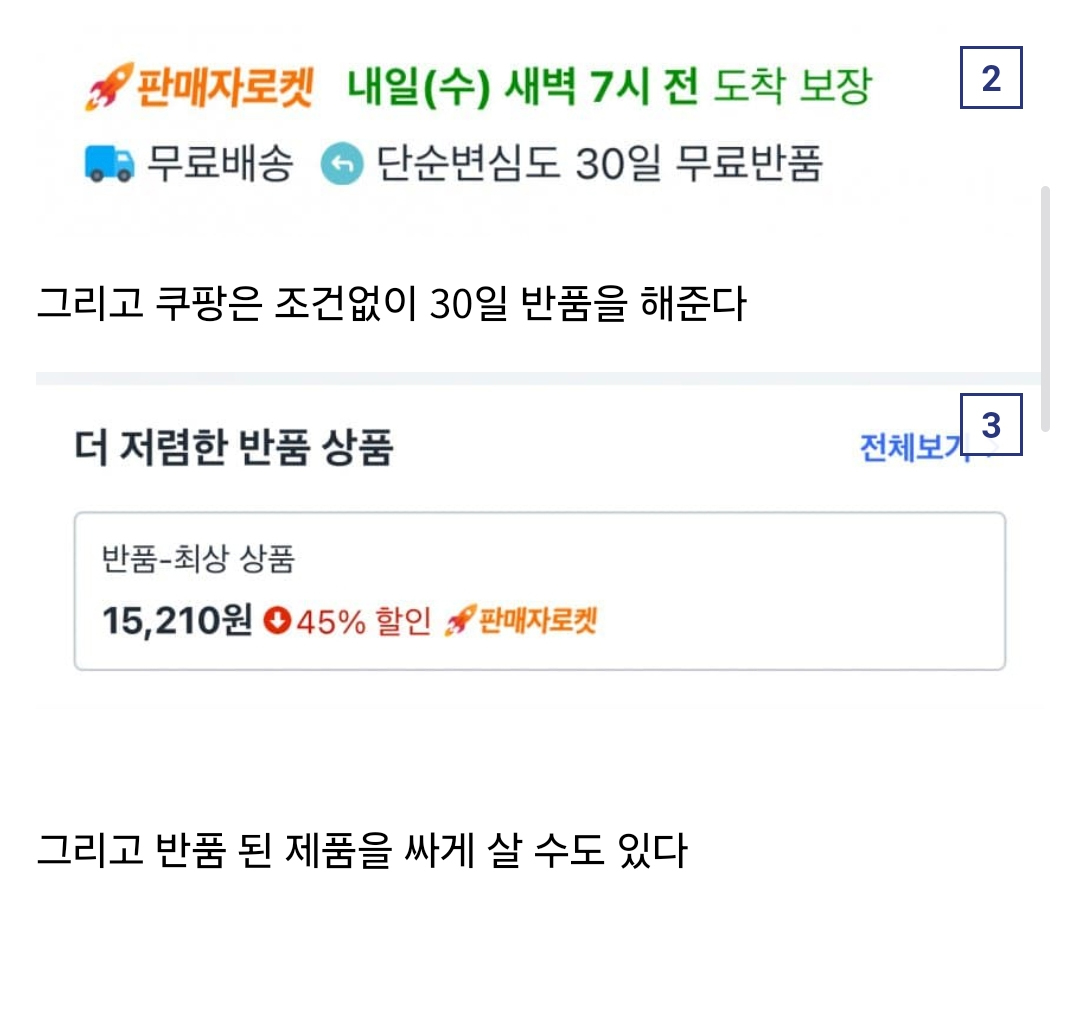 판매자로켓 내일(수) 새벽 7시 전 도착 보장
2
무료배송 단순변심도 30일 무료반품
그리고 쿠팡은 조건없이 30일 반품을 해준다
3
더 저렴한 반품 상품 전체보기
반품-최상 상품
15,210원 45% 할인 판매자로켓
그리고 반품 된 제품을 싸게 살 수도 있다